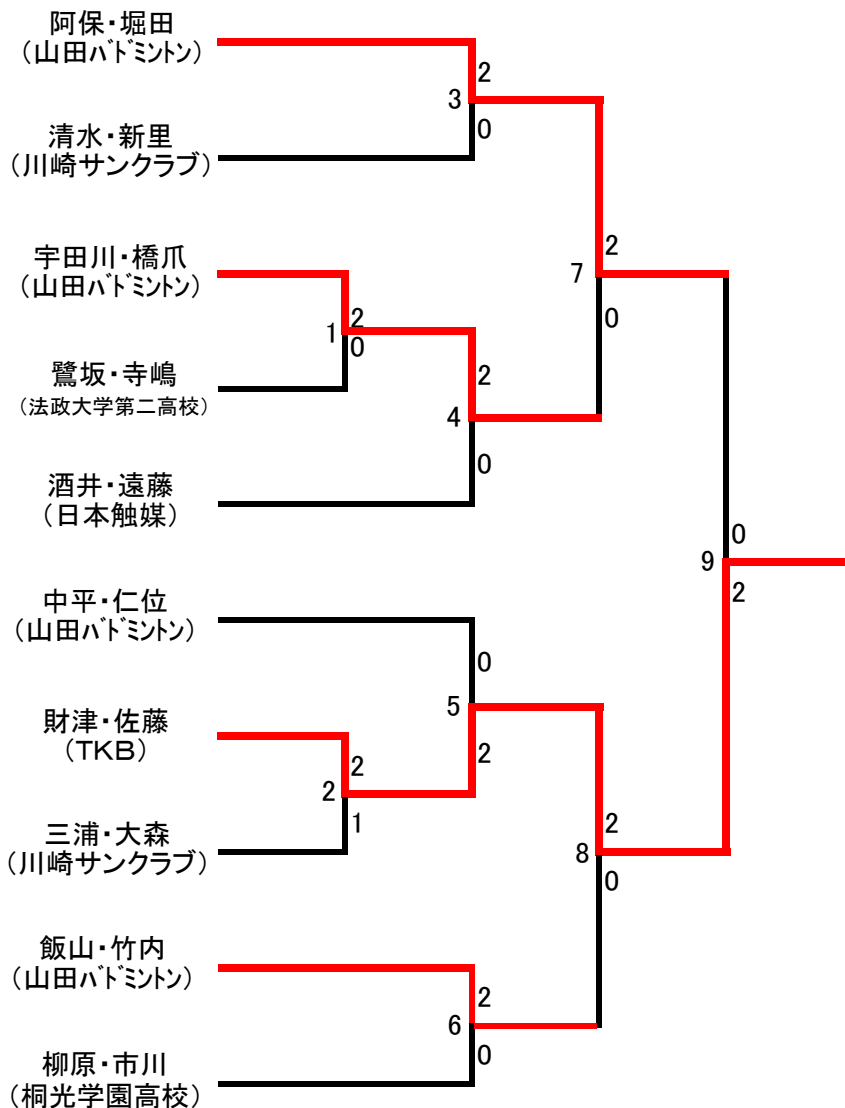 阿保・堀田
（山田ﾊﾞﾄﾞﾐﾝﾄﾝ）
2
3
0
清水・新里
（川崎サンクラブ）
宇田川・橋爪
（山田ﾊﾞﾄﾞﾐﾝﾄﾝ）
2
7
0
1
2
0
鷺坂・寺嶋
（法政大学第二高校）
2
4
0
酒井・遠藤
（日本触媒）
0
9
2
中平・仁位
（山田ﾊﾞﾄﾞﾐﾝﾄﾝ）
0
5
2
財津・佐藤
（TKB）
2
2
1
三浦・大森
（川崎サンクラブ）
2
8
0
飯山・竹内
（山田ﾊﾞﾄﾞﾐﾝﾄﾝ）
2
6
0
柳原・市川
（桐光学園高校）